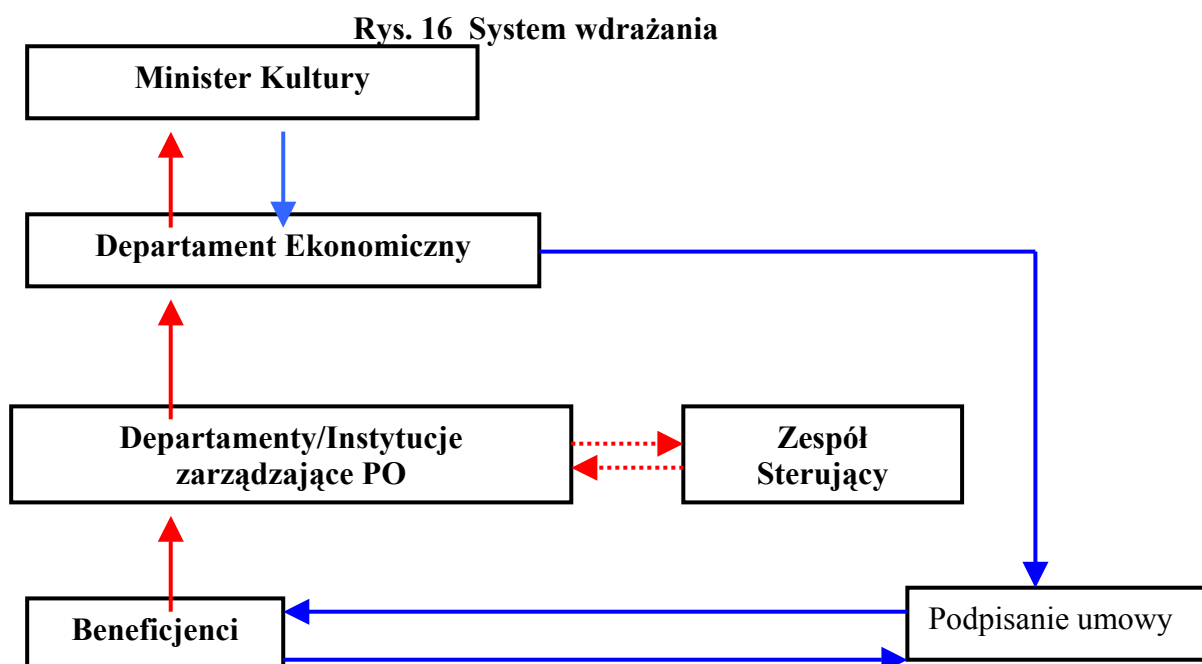 Rys. 16 System wdrażania
Minister Kultury
Departament Ekonomiczny
Departamenty/Instytucje
zarządzające PO
Zespół
Sterujący
Beneficjenci
Podpisanie umowy